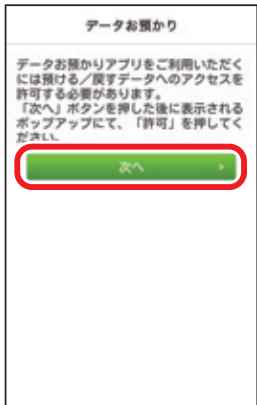 データお預かり
データお預かりアプリをご利用いただく
には預ける／戻すデータへのアクセスを
許可する必要があります。
「次へ」ボタンを押した後に表示される
ポップアップにて、「許可」を押してく
ださい。
次へ